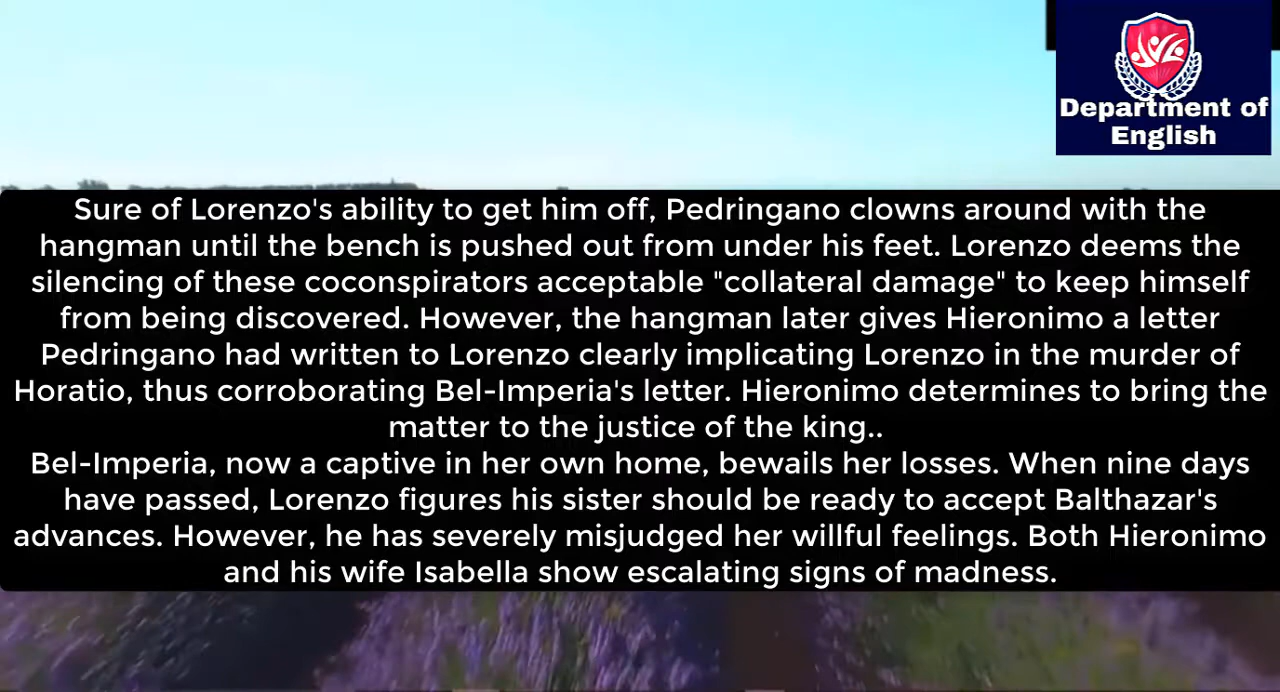 Department of
English
Sure of Lorenzo's ability to get him off, Pedringano clowns around with the
hangman until the bench is pushed out from under his feet. Lorenzo deems the
silencing of these coconspirators acceptable "collateral damage" to keep himself
from being discovered. However, the hangman later gives Hieronimo a letter
Pedringano had written to Lorenzo clearly implicating Lorenzo in the murder of
Horatio, thus corroborating Bel-Imperia's letter. Hieronimo determines to bring the
matter to the justice of the king..
Bel-Imperia, now a captive in her own home, bewails her losses. When nine days
have passed, Lorenzo figures his sister should be ready to accept Balthazar's
advances. However, he has severely misjudged her willful feelings. Both Hieronimo
and his wife Isabella show escalating signs of madness.